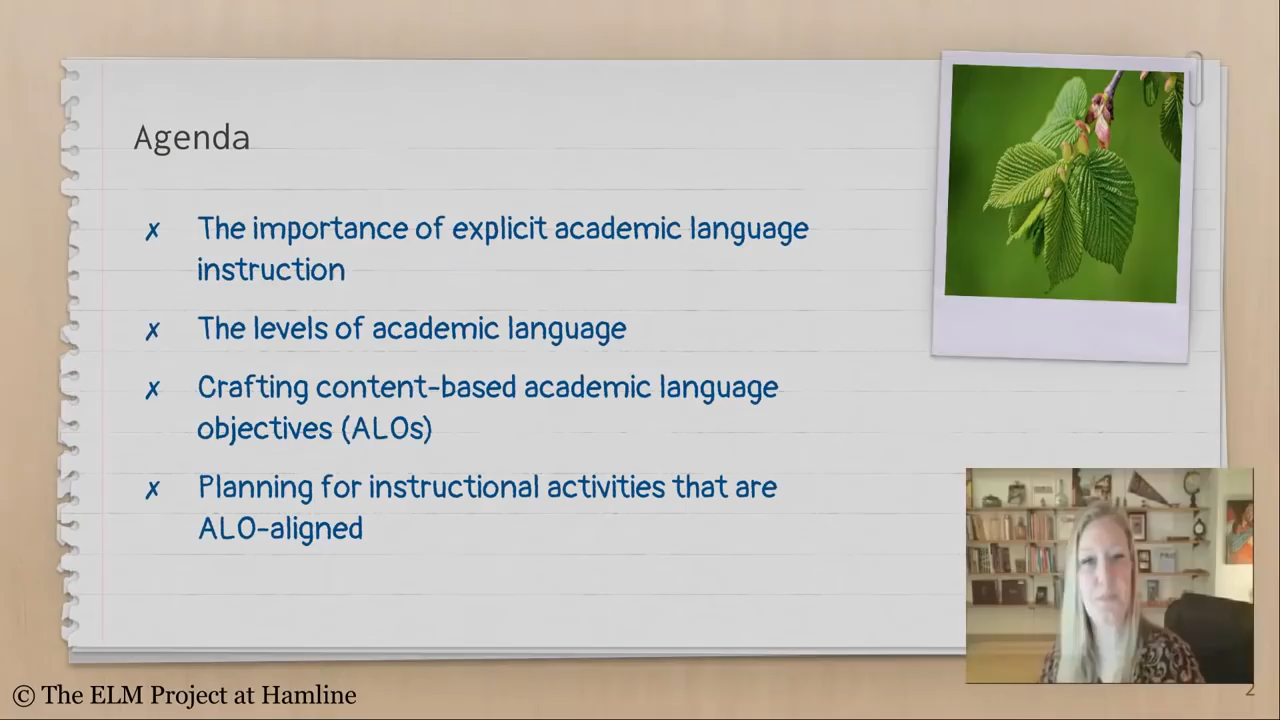 Agenda
✗ The importance of explicit academic language
instruction
✗ The levels of academic language
✗ Crafting content-based academic language
objectives (ALOs)
✗ Planning for instructional activities that are
ALO-aligned
© The ELM Project at Hamline
2